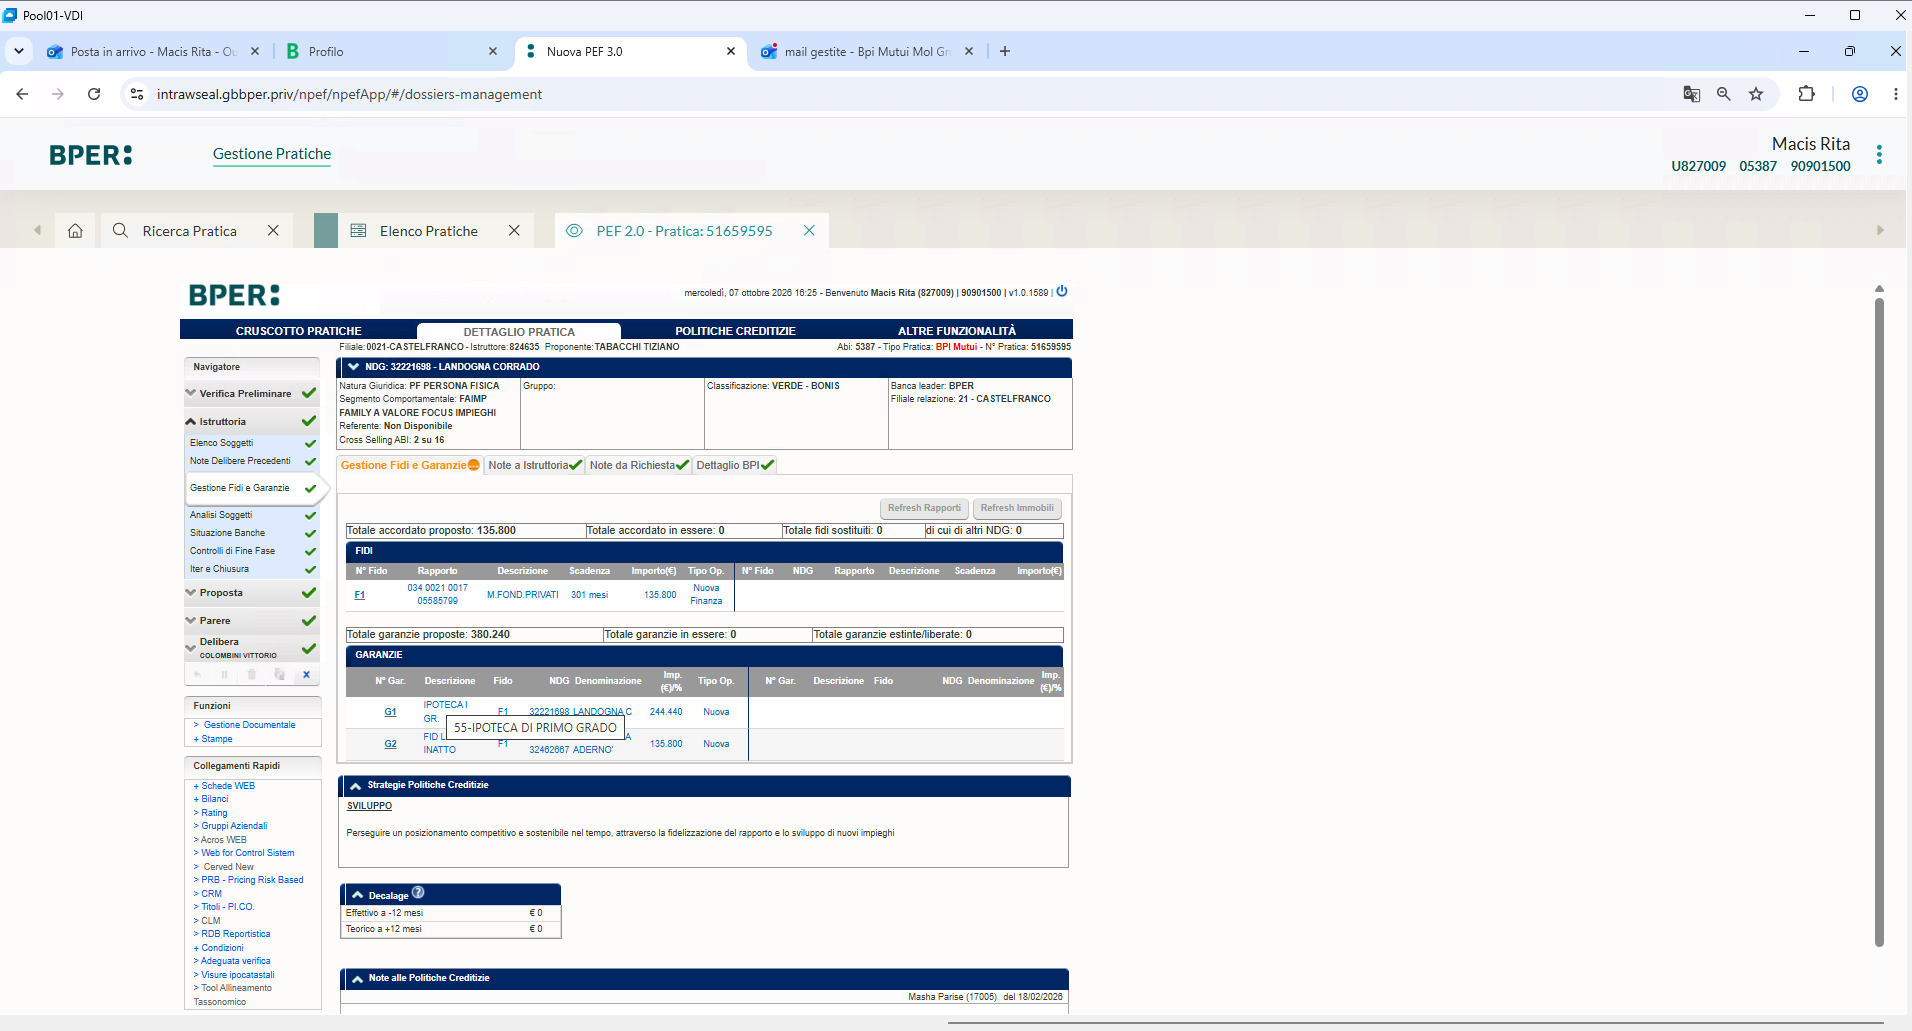 Pool01-VDI
Posta in arrivo - Macis Rita - Ou
Profilo
Nuova PEF 3.0
mail gestite - Bpi Mutui Mol Gr
intrawseal.gbbper.priv/npef/npefApp/#/dossiers-management
BPER:
Gestione Pratiche
Macis Rita
U827009 05387 90901500
Ricerca Pratica
Elenco Pratiche
PEF 2.0 - Pratica: 51659595
BPER:
mercoledì, 07 ottobre 2026 16:25 - Benvenuto Macis Rita (827009) | 90901500 | v1.0.1589 |
CRUSCOTTO PRATICHE
DETTAGLIO PRATICA
POLITICHE CREDITIZIE
ALTRE FUNZIONALITÀ
Filiale: 0021-CASTELFRANCO - Istruttore: 824635 Proponente: TABACCHI TIZIANO
Abi: 5387 - Tipo Pratica: BPI Mutui - N° Pratica: 51659595
Navigatore
Verifica Preliminare
Istruttoria
Elenco Soggetti
Note Delibere Precedenti
Gestione Fidi e Garanzie
Analisi Soggetti
Situazione Banche
Controlli di Fine Fase
Iter e Chiusura
Proposta
Parere
Delibera
COLOMBINI VITTORIO
Funzioni
> Gestione Documentale
+ Stampe
Collegamenti Rapidi
+ Schede WEB
+ Bilanci
> Rating
> Gruppi Aziendali
> Acros WEB
> Web for Control Sistem
> Cerved New
> PRB - Pricing Risk Based
> CRM
> Titoli - PI.CO.
> CLM
> RDB Reportistica
+ Condizioni
> Adeguata verifica
> Visure ipocatastali
> Tool Allineamento
Tassonomico
NDG: 32221698 - LANDOGNA CORRADO
Natura Giuridica: PF PERSONA FISICA
Segmento Comportamentale: FAIMP
FAMILY A VALORE FOCUS IMPIEGHI
Referente: Non Disponibile
Cross Selling ABI: 2 su 16
Gruppo:
Classificazione: VERDE - BONIS
Banca leader: BPER
Filiale relazione: 21 - CASTELFRANCO
Gestione Fidi e Garanzie
Note a Istruttoria
Note da Richiesta
Dettaglio BPI
Refresh Rapporti
Refresh Immobili
Totale accordato proposto: 135.800
Totale accordato in essere: 0
Totale fidi sostituiti: 0
di cui di altri NDG: 0
FIDI
N° Fido Rapporto Descrizione Scadenza Importo(€) Tipo Op. N° Fido NDG Rapporto Descrizione Scadenza Importo(€)
F1 034 0021 0017 05585799 M.FOND.PRIVATI 301 mesi 135.800 Nuova Finanza
Totale garanzie proposte: 380.240
Totale garanzie in essere: 0
Totale garanzie estinte/liberate: 0
GARANZIE
N° Gar. Descrizione Fido NDG Denominazione Imp. (€)/% Tipo Op. N° Gar. Descrizione Fido NDG Denominazione Imp. (€)/%
G1 IPOTECA I GR. F1 32221698 LANDOGNA C 244.440 Nuova
55-IPOTECA DI PRIMO GRADO
G2 FID L INATTO F1 32462667 A ADERNO' 135.800 Nuova
Strategie Politiche Creditizie
SVILUPPO
Perseguire un posizionamento competitivo e sostenibile nel tempo, attraverso la fidelizzazione del rapporto e lo sviluppo di nuovi impieghi
Decalage
Effettivo a -12 mesi € 0
Teorico a +12 mesi € 0
Note alle Politiche Creditizie
Masha Parise (17005) del 18/02/2026